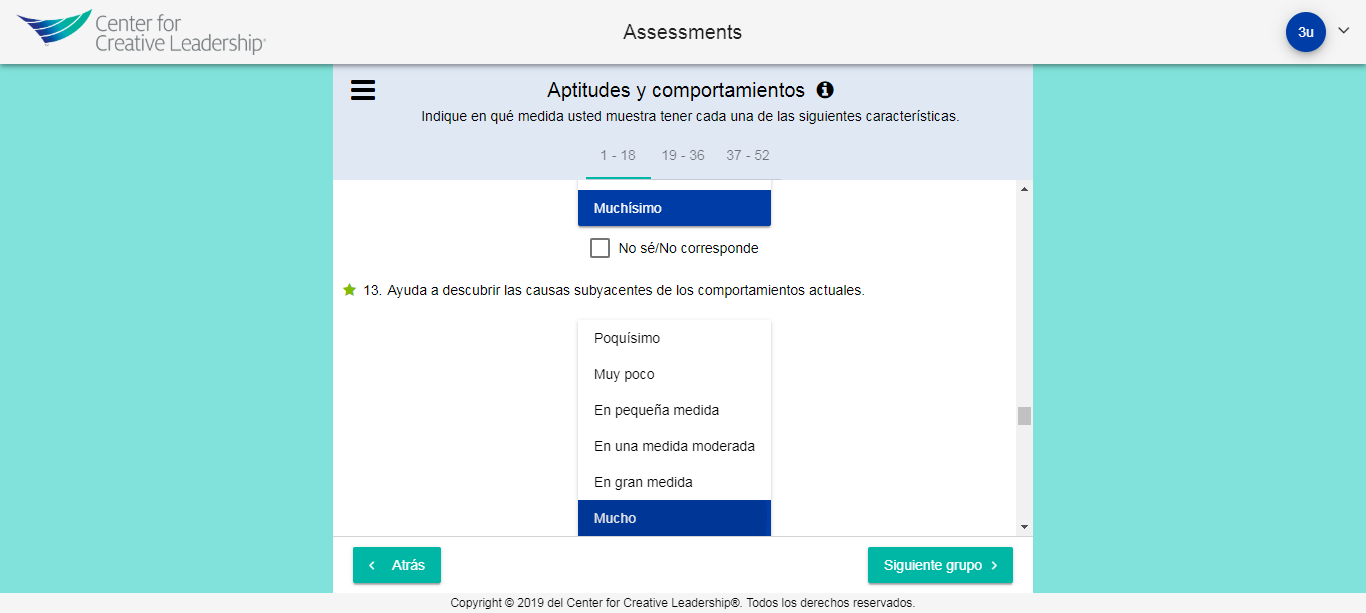 Center for
Creative Leadership®
Assessments
3u
Aptitudes y comportamientos
Indique en qué medida usted muestra tener cada una de las siguientes características.
1 - 18 19 - 36 37 - 52
Muchísimo
No sé/No corresponde
13. Ayuda a descubrir las causas subyacentes de los comportamientos actuales.
Poquísimo
Muy poco
En pequeña medida
En una medida moderada
En gran medida
Mucho
Atrás
Siguiente grupo
Copyright © 2019 del Center for Creative Leadership®. Todos los derechos reservados.